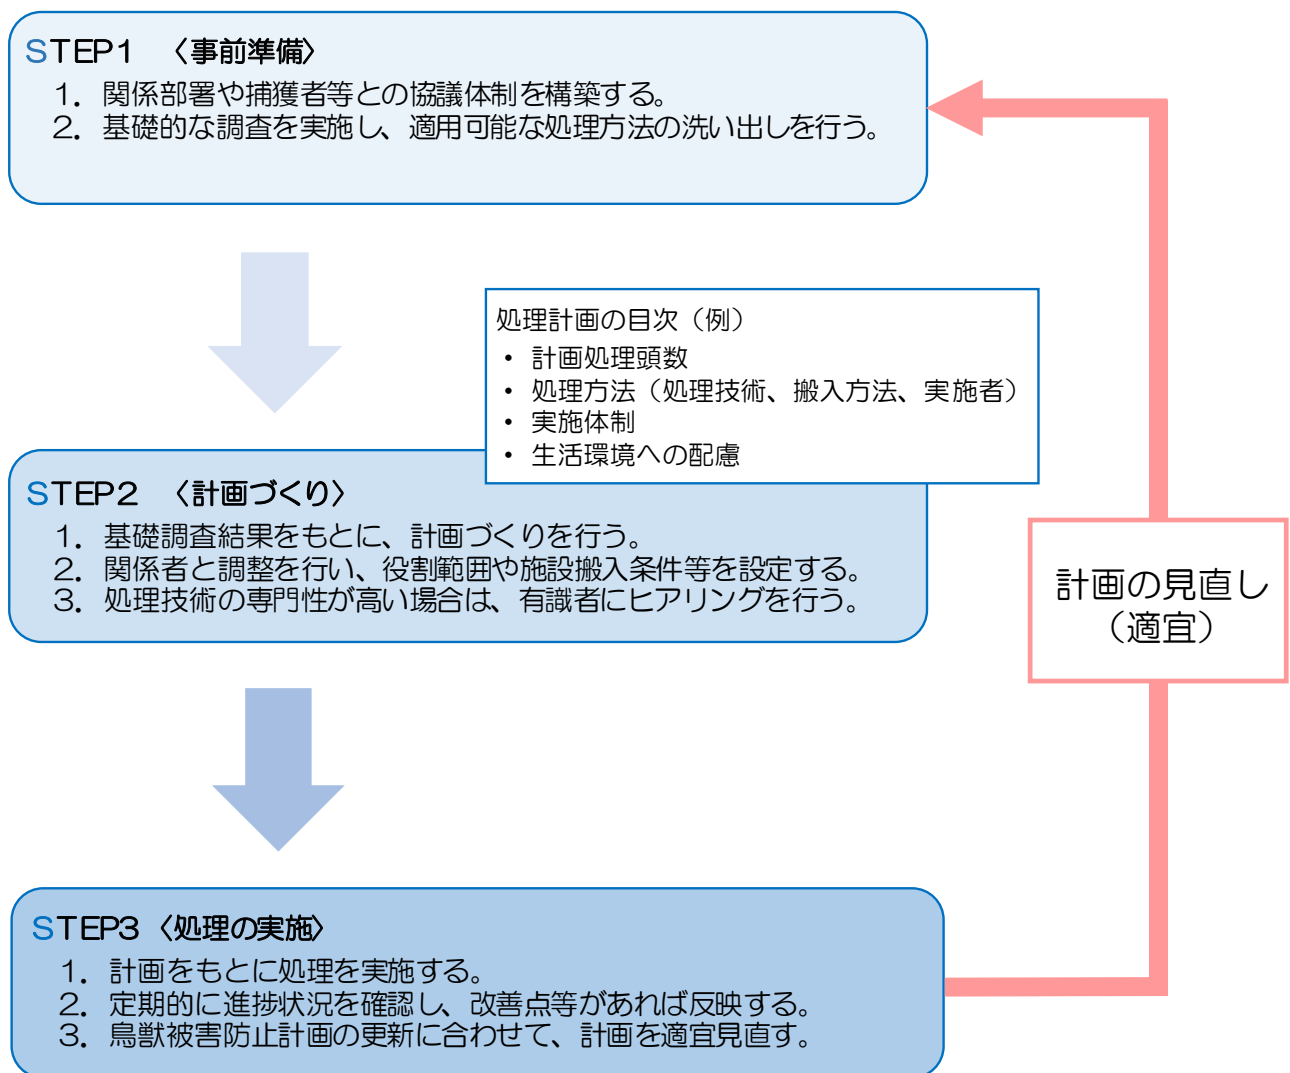 STEP1 〈事前準備〉
1. 関係部署や捕獲者等との協議体制を構築する。
2. 基礎的な調査を実施し、適用可能な処理方法の洗い出しを行う。
処理計画の目次（例）
• 計画処理頭数
• 処理方法（処理技術、搬入方法、実施者）
• 実施体制
• 生活環境への配慮
STEP2 〈計画づくり〉
1. 基礎調査結果をもとに、計画づくりを行う。
2. 関係者と調整を行い、役割範囲や施設搬入条件等を設定する。
3. 処理技術の専門性が高い場合は、有識者にヒアリングを行う。
計画の見直し
（適宜）
STEP3〈処理の実施〉
1. 計画をもとに処理を実施する。
2. 定期的に進捗状況を確認し、改善点等があれば反映する。
3. 鳥獣被害防止計画の更新に合わせて、計画を適宜見直す。